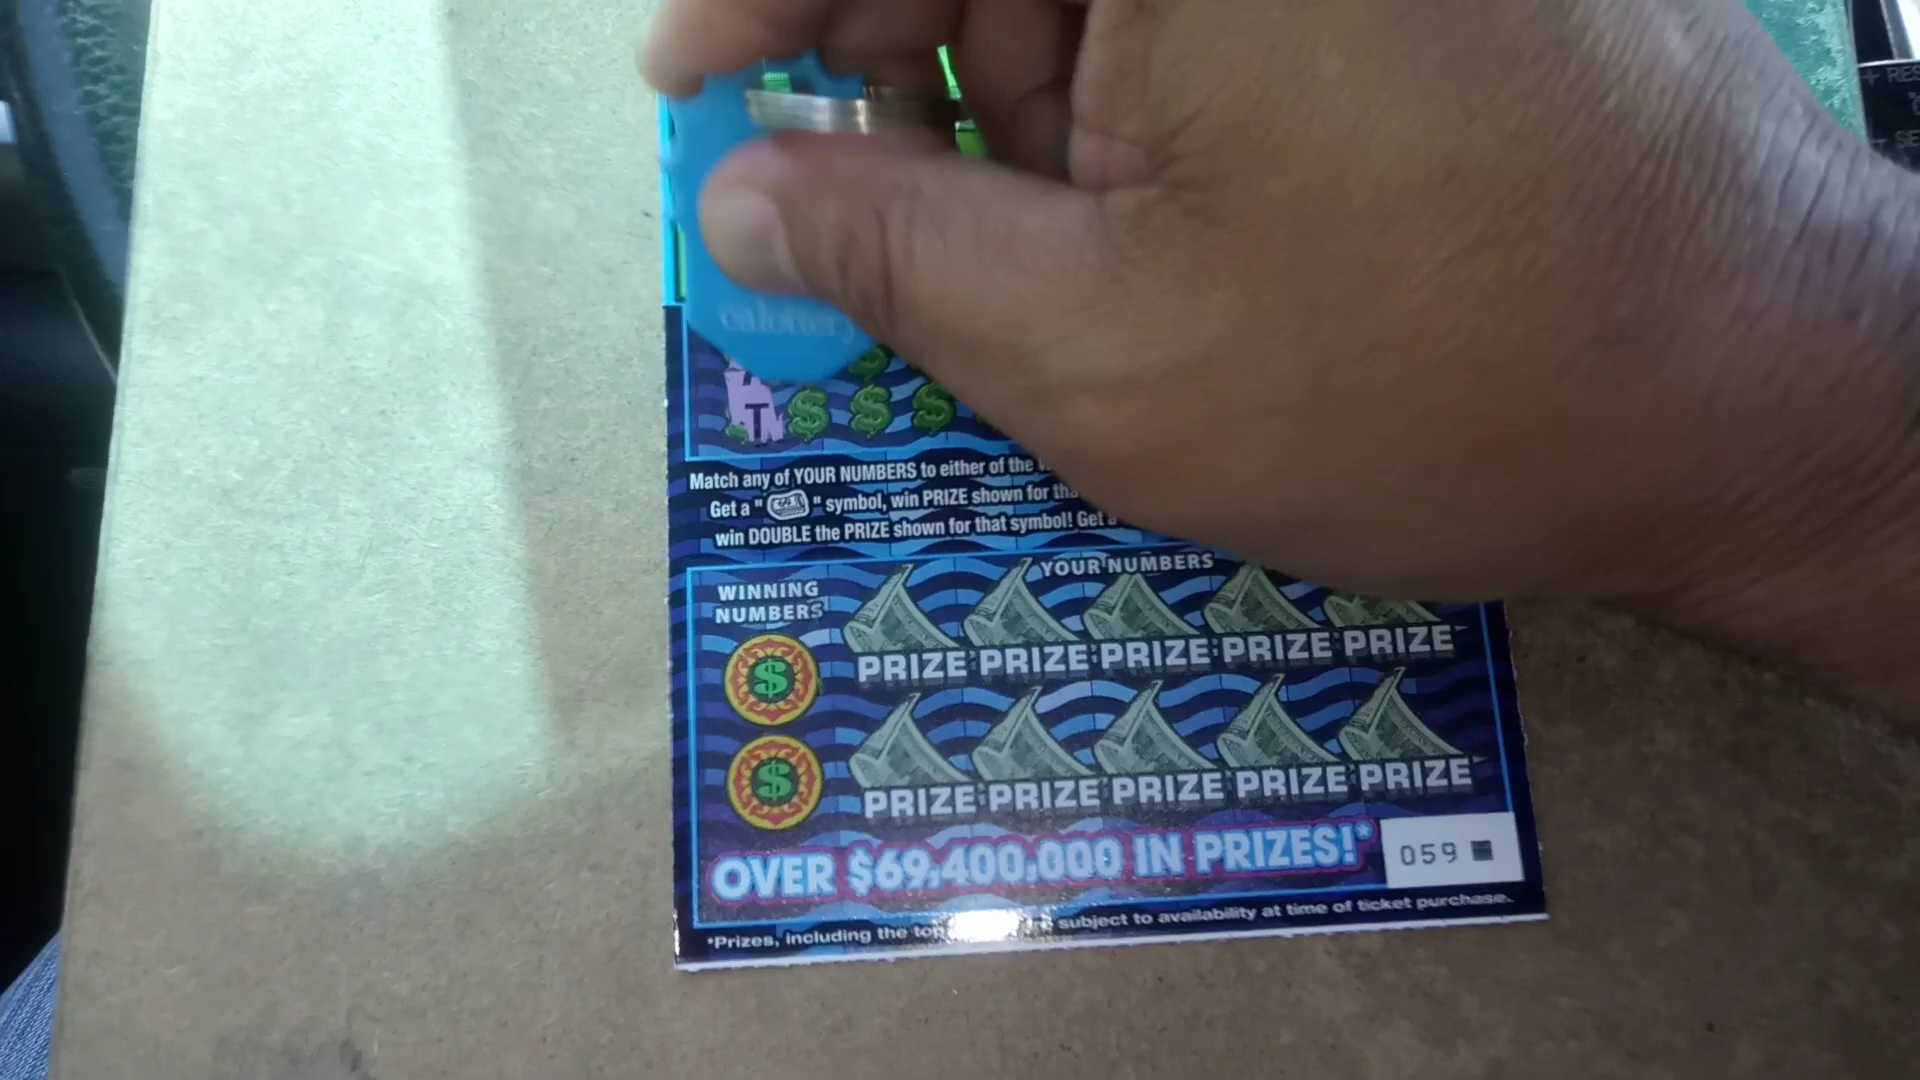 calottery
T
Match any of YOUR NUMBERS to either of the
Get a " " symbol, win PRIZE shown for
win DOUBLE the PRIZE shown for that symbol! Get
YOUR NUMBERS
WINNING
NUMBERS
PRIZE PRIZE PRIZE PRIZE PRIZE
PRIZE PRIZE PRIZE PRIZE PRIZE
OVER $69,400,000 IN PRIZES!*
059
*Prizes, including the top subject to availability at time of ticket purchase.
+ RES